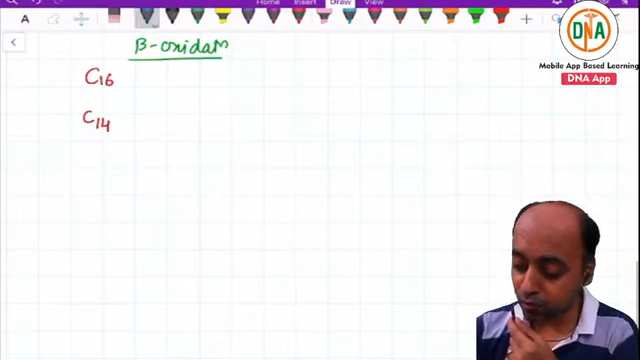 Home Insert Draw View
A
DNA
Mobile App Based Learning
DNA App
β-oxidatn
C16
C14